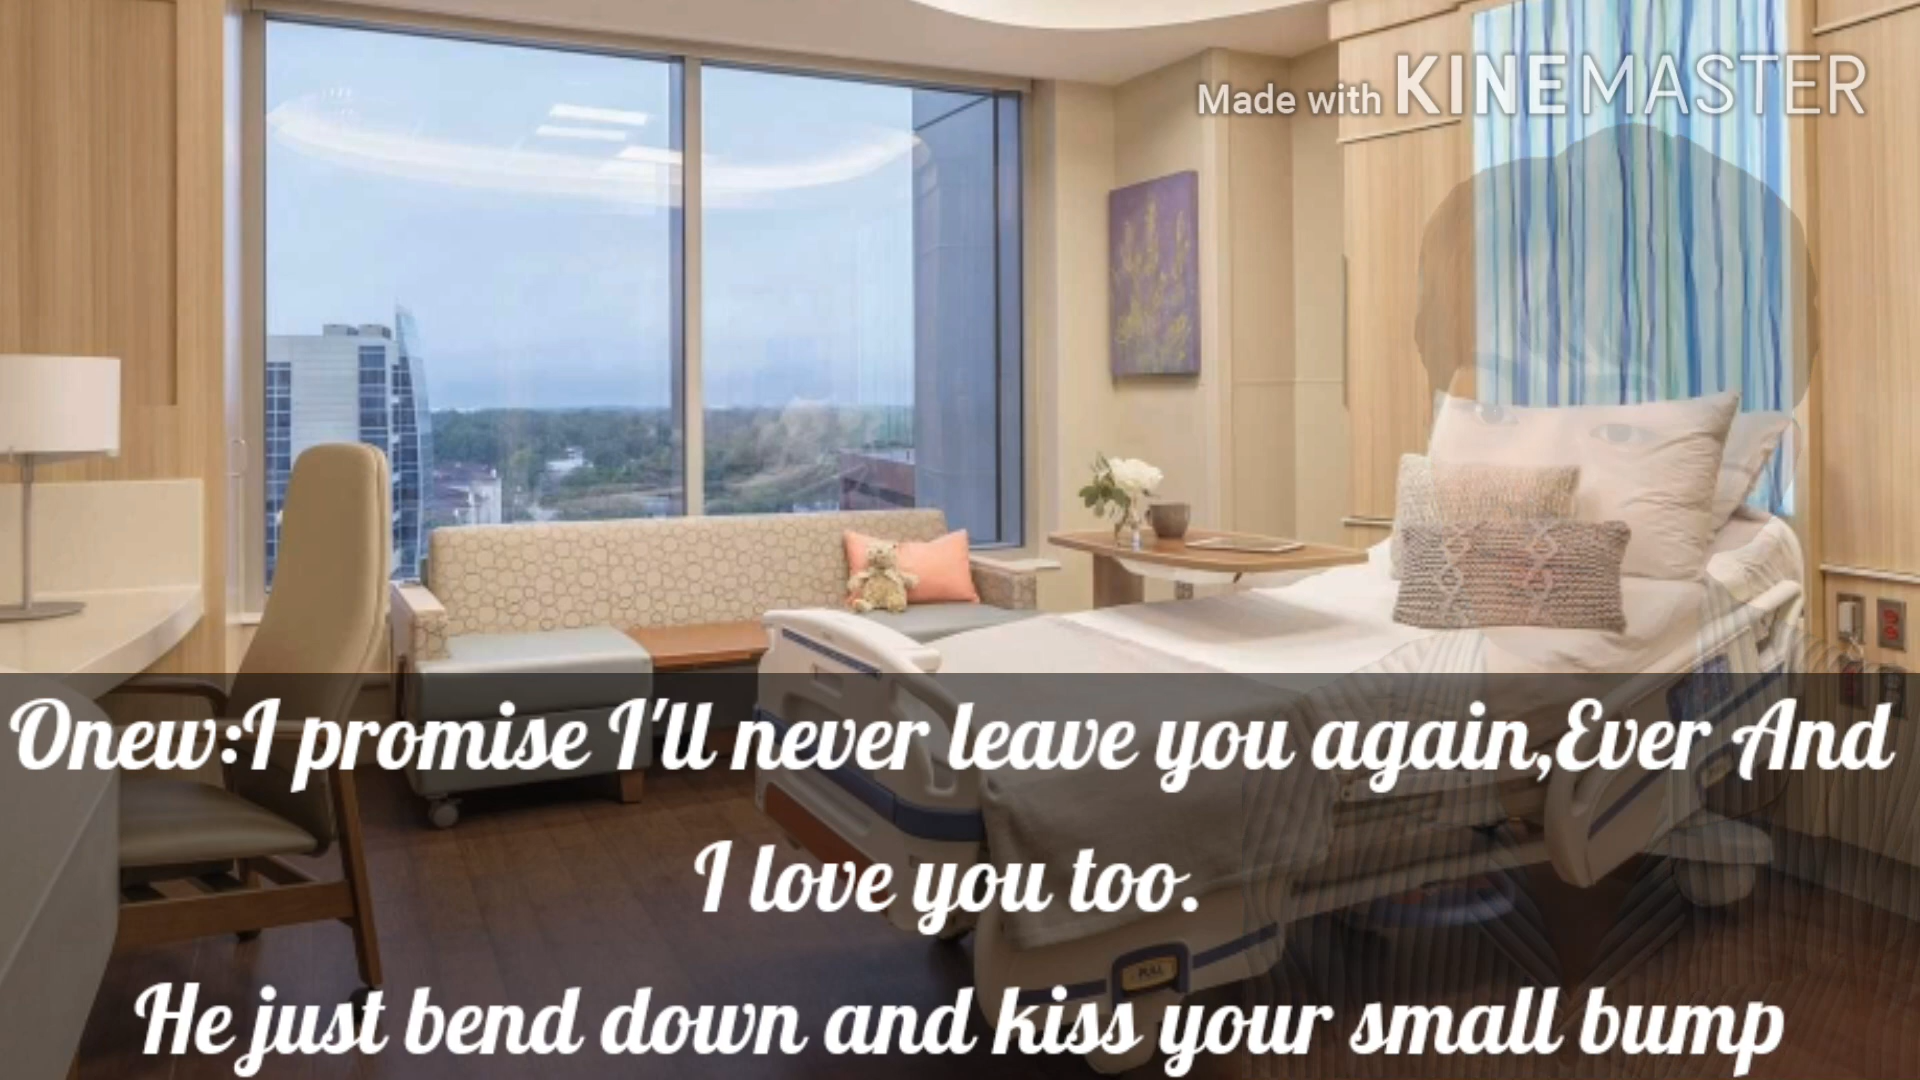 Made with KINEMASTER
Onew:I promise I'll never leave you again,Ever And
I love you too.
He just bend down and kiss your small bump
PULL